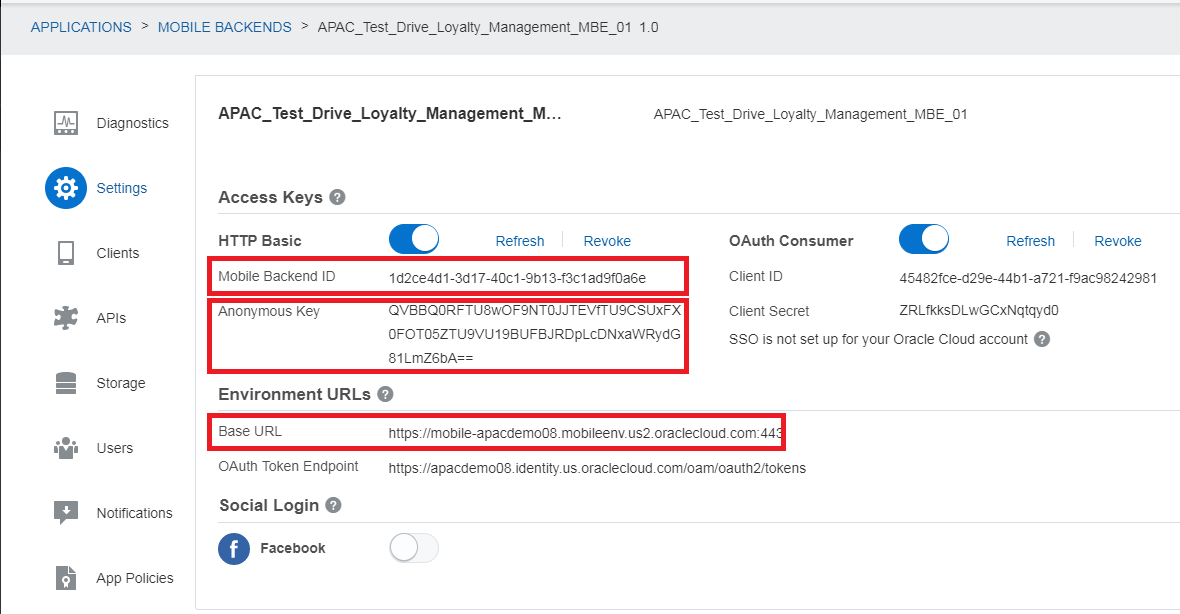 APPLICATIONS > MOBILE BACKENDS > APAC_Test_Drive_Loyalty_Management_MBE_01 1.0
Diagnostics
Settings
Clients
APIs
Storage
Users
Notifications
App Policies
APAC_Test_Drive_Loyalty_Management_M... APAC_Test_Drive_Loyalty_Management_MBE_01
Access Keys ?
HTTP Basic Refresh Revoke
Mobile Backend ID 1d2ce4d1-3d17-40c1-9b13-f3c1ad9f0a6e
Anonymous Key QVBBQ0RFTU8wOF9NT0JJTEVfTU9CSUxFX
0FOT05ZTU9VU19BUFBJRDpLcDNxaWRydG
81LmZ6bA==
OAuth Consumer Refresh Revoke
Client ID 45482fce-d29e-44b1-a721-f9ac98242981
Client Secret ZRLfkksDLwGCxNqtqyd0
SSO is not set up for your Oracle Cloud account ?
Environment URLs ?
Base URL https://mobile-apacdemo08.mobileenv.us2.oraclecloud.com:443
OAuth Token Endpoint https://apacdemo08.identity.us.oraclecloud.com/oam/oauth2/tokens
Social Login ?
f Facebook